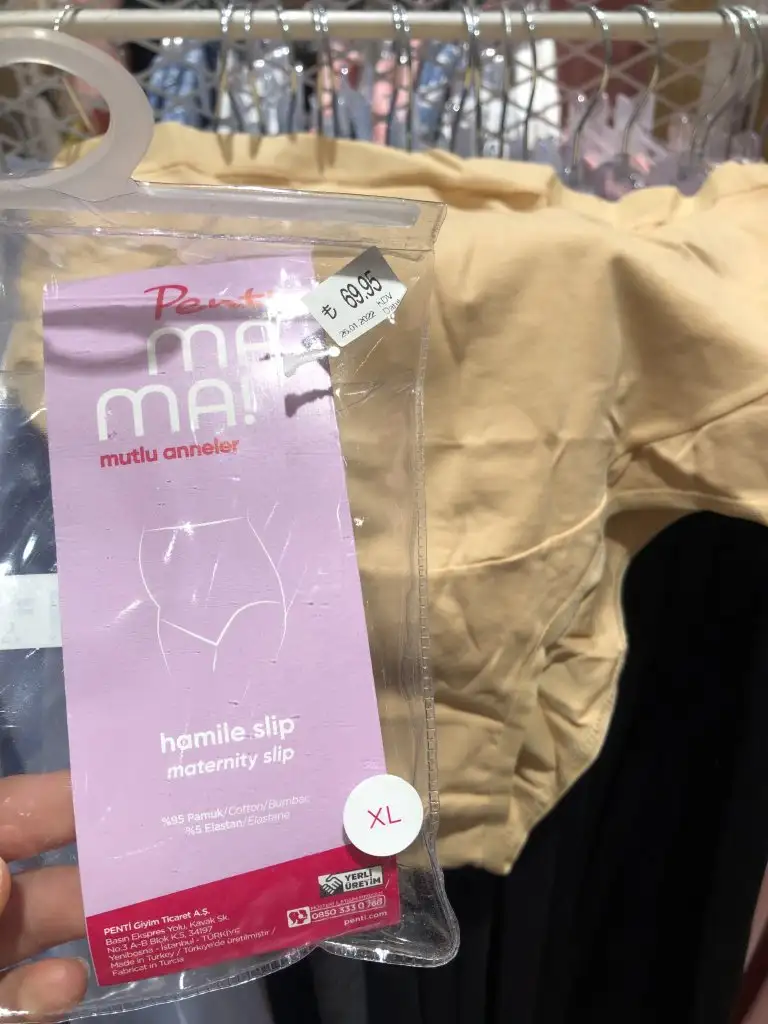 Penti
₺ 69.95
KDV
Dahil
25.01.2022
MA
MA!
mutlu anneler
hamile slip
maternity slip
%95 Pamuk/Cotton/Bumbac
%5 Elastan/Elastane
XL
YERLİ
ÜRETİM
0850 333 0 768
penti.com
PENTİ Giyim Ticaret A.Ş.
Basın Ekspres Yolu, Kavak Sk.
No:3 A-B Blok K:5, 34197
Yenibosna - İstanbul - TÜRKİYE
Made in Turkey / Türkiye'de üretilmiştir /
Fabricat in Turcia